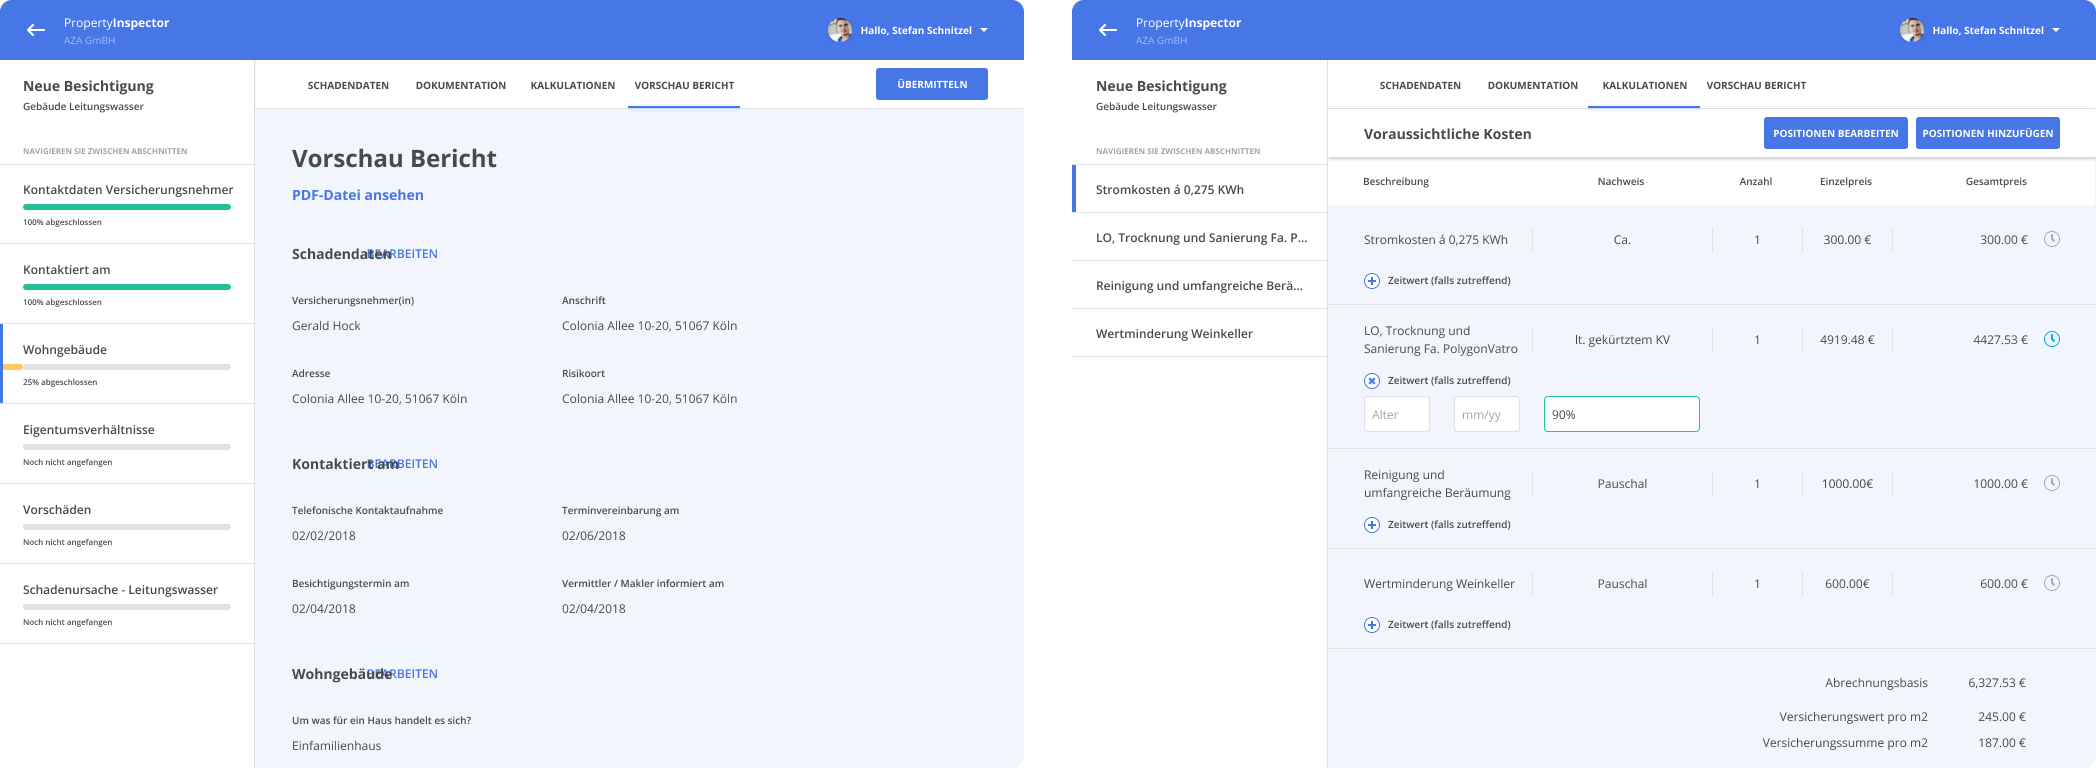 PropertyInspector
AZA GmBH
Hallo, Stefan Schnitzel
Neue Besichtigung
Gebäude Leitungswasser
NAVIGIEREN SIE ZWISCHEN ABSCHNITTEN
Kontaktdaten Versicherungsnehmer
100% abgeschlossen
Kontaktiert am
100% abgeschlossen
Wohngebäude
25% abgeschlossen
Eigentumsverhältnisse
Noch nicht angefangen
Vorschäden
Noch nicht angefangen
Schadenursache - Leitungswasser
Noch nicht angefangen
SCHADENDATEN DOKUMENTATION KALKULATIONEN VORSCHAU BERICHT ÜBERMITTELN
Vorschau Bericht
PDF-Datei ansehen
Schadendaten BEARBEITEN
Versicherungsnehmer(in) Anschrift
Gerald Hock Colonia Allee 10-20, 51067 Köln
Adresse Risikoort
Colonia Allee 10-20, 51067 Köln Colonia Allee 10-20, 51067 Köln
Kontaktiert am BEARBEITEN
Telefonische Kontaktaufnahme Terminvereinbarung am
02/02/2018 02/06/2018
Besichtigungstermin am Vermittler / Makler informiert am
02/04/2018 02/04/2018
Wohngebäude BEARBEITEN
Um was für ein Haus handelt es sich?
Einfamilienhaus
PropertyInspector
AZA GmBH
Hallo, Stefan Schnitzel
Neue Besichtigung
Gebäude Leitungswasser
NAVIGIEREN SIE ZWISCHEN ABSCHNITTEN
Stromkosten á 0,275 KWh
LO, Trocknung und Sanierung Fa. P...
Reinigung und umfangreiche Berä...
Wertminderung Weinkeller
SCHADENDATEN DOKUMENTATION KALKULATIONEN VORSCHAU BERICHT
Voraussichtliche Kosten POSITIONEN BEARBEITEN POSITIONEN HINZUFÜGEN
Beschreibung Nachweis Anzahl Einzelpreis Gesamtpreis
Stromkosten á 0,275 KWh Ca. 1 300.00 € 300.00 €
Zeitwert (falls zutreffend)
LO, Trocknung und
Sanierung Fa. PolygonVatro lt. gekürtztem KV 1 4919.48 € 4427.53 €
Zeitwert (falls zutreffend)
Alter mm/yy 90%
Reinigung und
umfangreiche Beräumung Pauschal 1 1000.00€ 1000.00 €
Zeitwert (falls zutreffend)
Wertminderung Weinkeller Pauschal 1 600.00€ 600.00 €
Zeitwert (falls zutreffend)
Abrechnungsbasis 6,327.53 €
Versicherungswert pro m2 245.00 €
Versicherungssumme pro m2 187.00 €